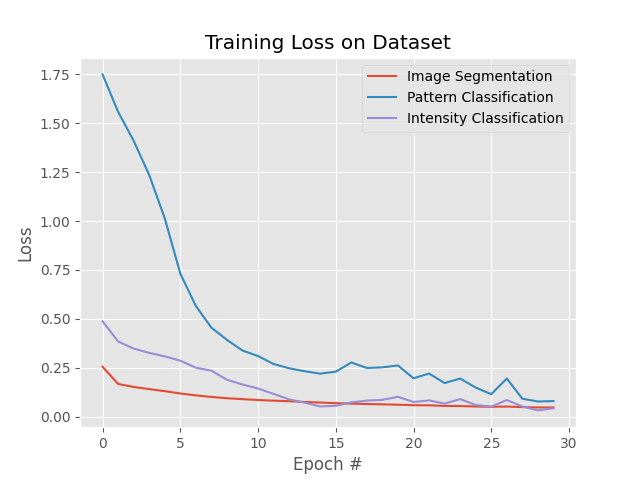 Training Loss on Dataset
Image Segmentation
Pattern Classification
Intensity Classification
1.75
1.50
1.25
1.00
0.75
0.50
0.25
0.00
Loss
0 5 10 15 20 25 30
Epoch #